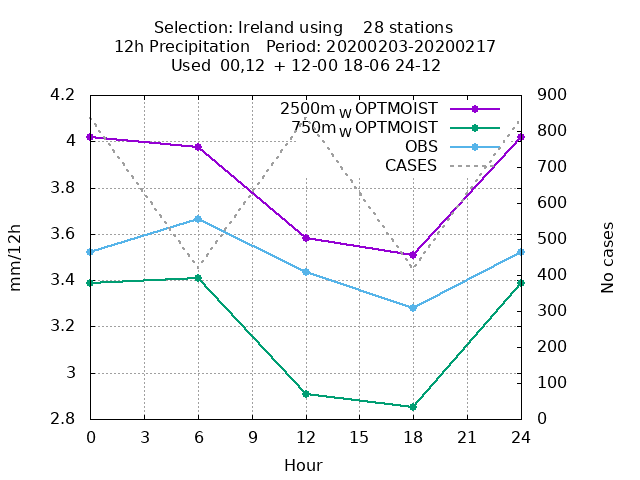 Selection: Ireland using    28 stations
12h Precipitation   Period: 20200203-20200217
Used  00,12  + 12-00 18-06 24-12
4.2
4
3.8
3.6
3.4
3.2
3
2.8
mm/12h
900
800
700
600
500
400
300
200
100
0
No cases
2500m W OPTMOIST
750m W OPTMOIST
OBS
CASES
0 3 6 9 12 15 18 21 24
Hour